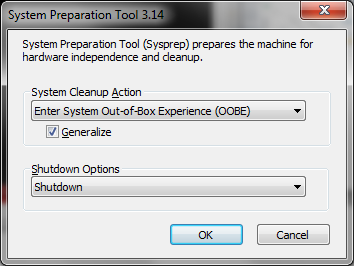 System Preparation Tool 3.14
System Preparation Tool (Sysprep) prepares the machine for
hardware independence and cleanup.
System Cleanup Action
Enter System Out-of-Box Experience (OOBE)
Generalize
Shutdown Options
Shutdown
OK
Cancel